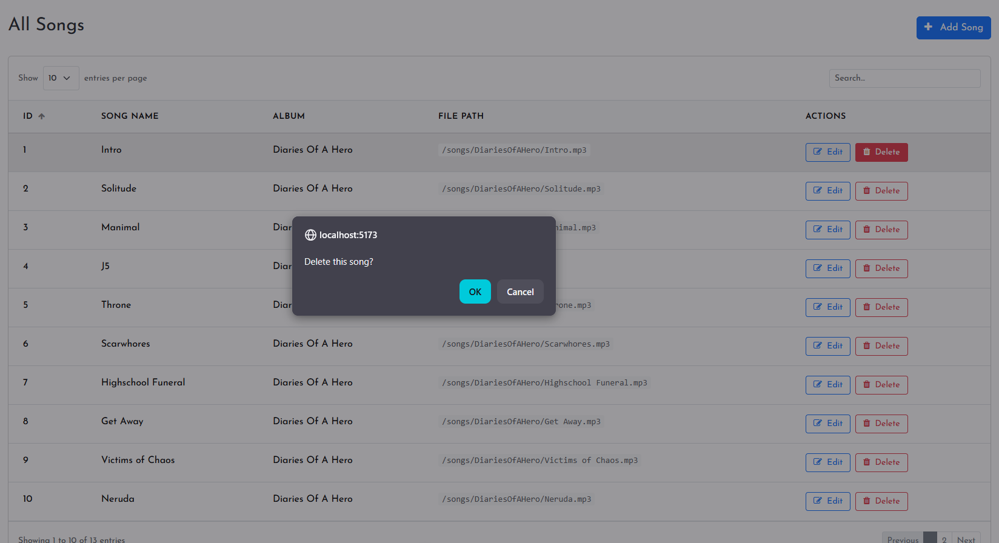 All Songs
Add Song
Show 10 entries per page
Search...
ID SONG NAME ALBUM FILE PATH ACTIONS
1 Intro Diaries Of A Hero /songs/DiariesOfAHero/Intro.mp3 Edit Delete
2 Solitude Diaries Of A Hero /songs/DiariesOfAHero/Solitude.mp3 Edit Delete
3 Manimal Diar nimal.mp3 Edit Delete
4 J5 Diar Edit Delete
5 Throne Diar rone.mp3 Edit Delete
localhost:5173
Delete this song?
OK Cancel
6 Scarwhores Diaries Of A Hero /songs/DiariesOfAHero/Scarwhores.mp3 Edit Delete
7 Highschool Funeral Diaries Of A Hero /songs/DiariesOfAHero/Highschool Funeral.mp3 Edit Delete
8 Get Away Diaries Of A Hero /songs/DiariesOfAHero/Get Away.mp3 Edit Delete
9 Victims of Chaos Diaries Of A Hero /songs/DiariesOfAHero/Victims of Chaos.mp3 Edit Delete
10 Neruda Diaries Of A Hero /songs/DiariesOfAHero/Neruda.mp3 Edit Delete
Showing 1 to 10 of 13 entries
Previous 2 Next